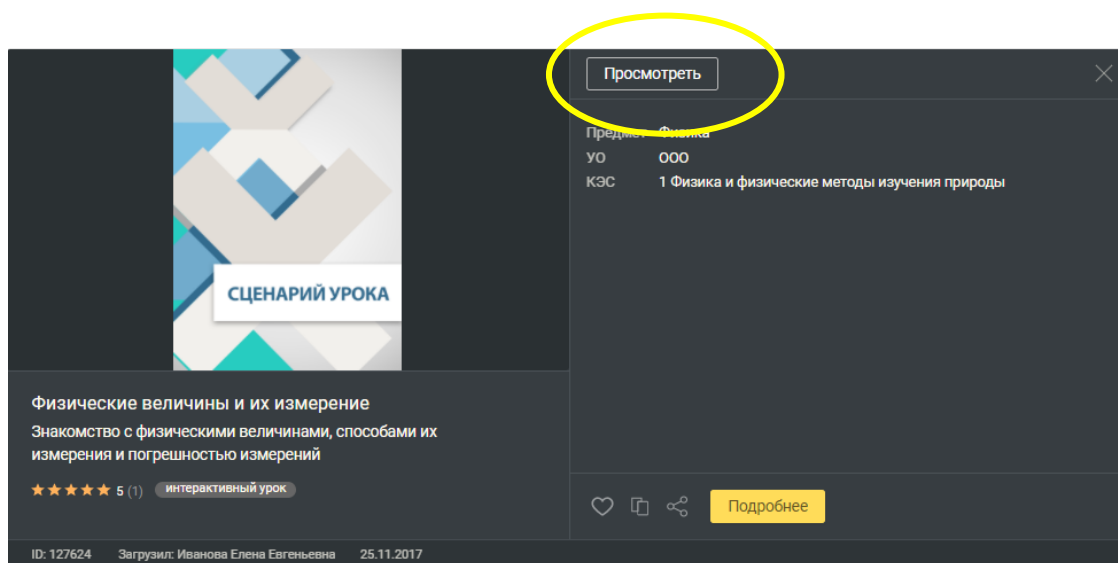 Просмотреть
Предмет Физика
УО ООО
КЭС 1 Физика и физические методы изучения природы
СЦЕНАРИЙ УРОКА
Физические величины и их измерение
Знакомство с физическими величинами, способами их
измерения и погрешностью измерений
5 (1) интерактивный урок
Подробнее
ID: 127624 Загрузил: Иванова Елена Евгеньевна 25.11.2017